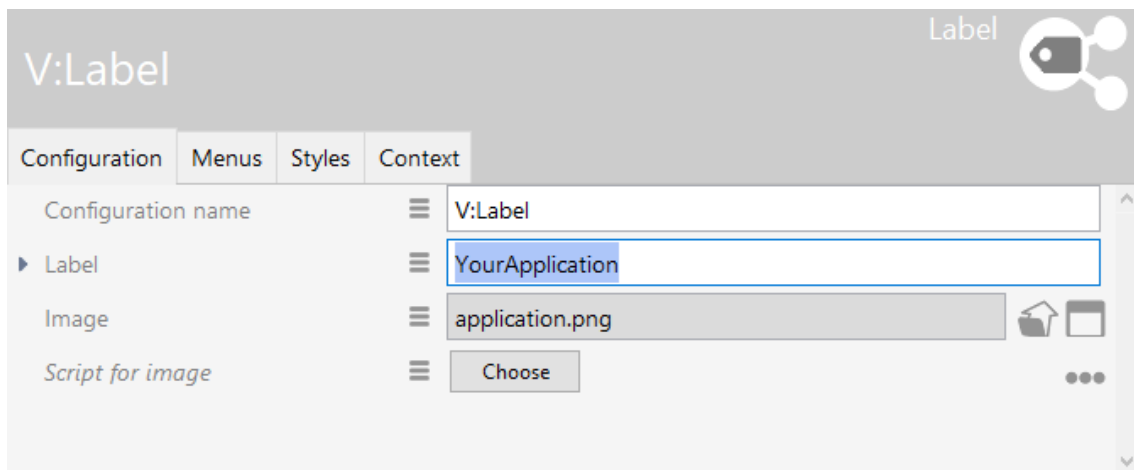 Label
V:Label
Configuration Menus Styles Context
Configuration name V:Label
Label YourApplication
Image application.png
Script for image Choose